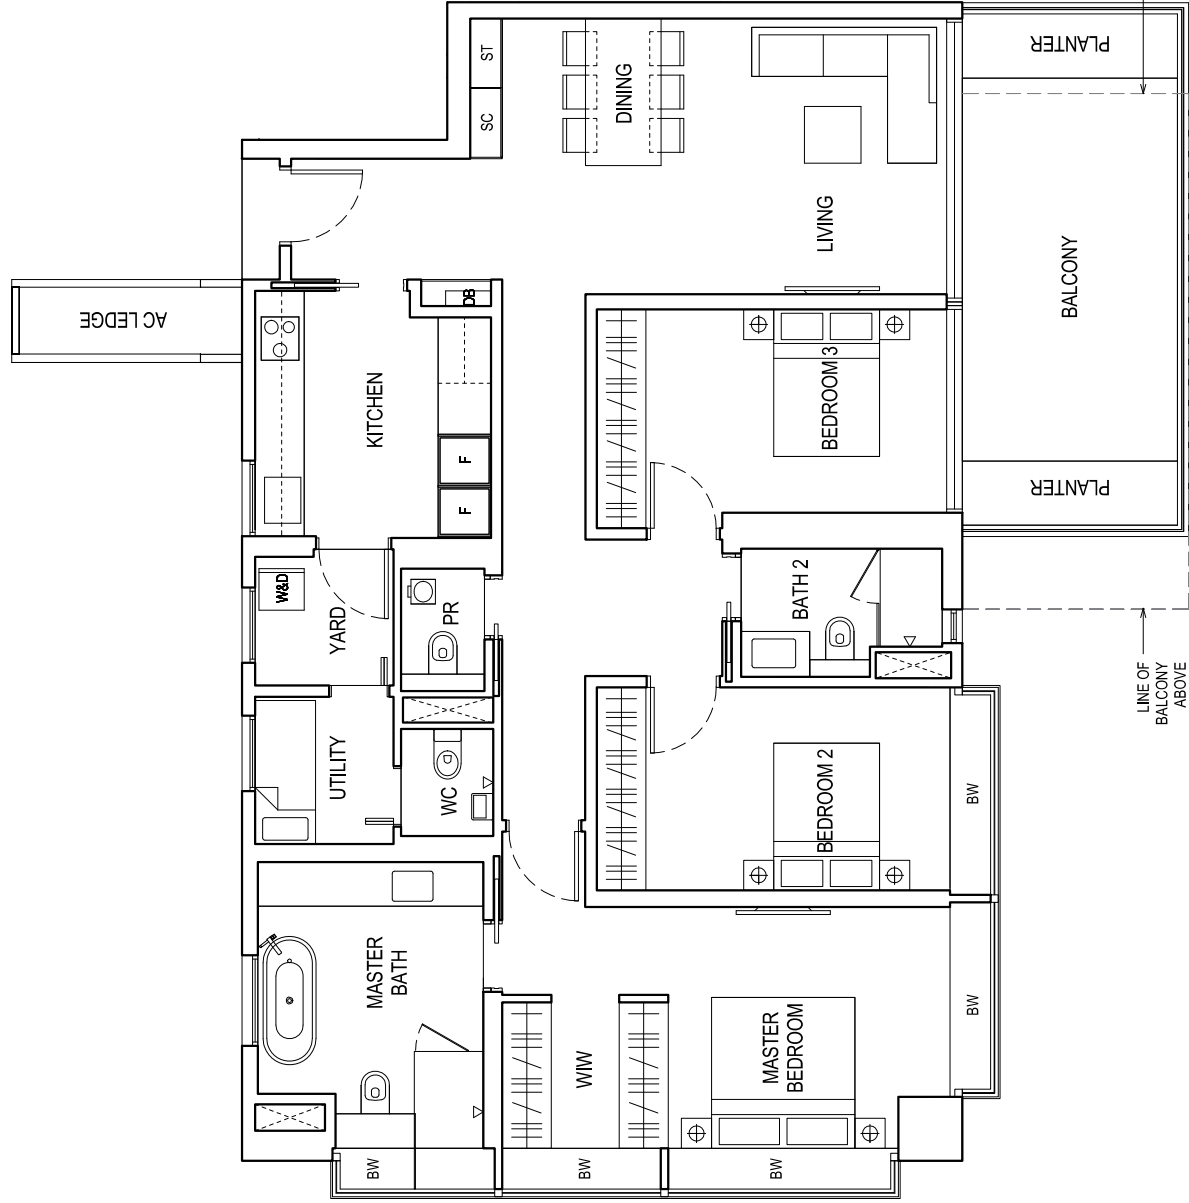 ST
SC
DINING
PLANTER
LIVING
BALCONY
AC LEDGE
DB
KITCHEN
BEDROOM 3
F
F
PLANTER
W&D
YARD
PR
BATH 2
LINE OF
BALCONY
ABOVE
UTILITY
WC
BEDROOM 2
BW
MASTER
BATH
WIW
MASTER
BEDROOM
BW
BW
BW
BW